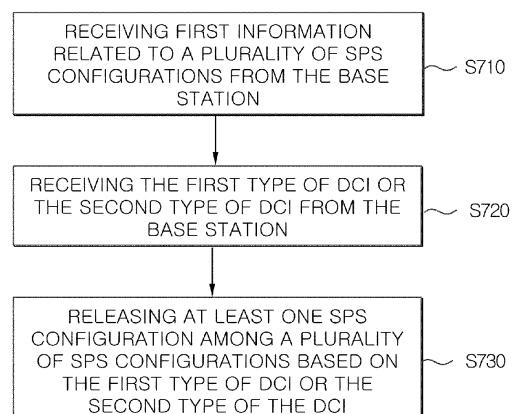 RECEIVING FIRST INFORMATION
RELATED TO A PLURALITY OF SPS
CONFIGURATIONS FROM THE BASE
STATION
S710
RECEIVING THE FIRST TYPE OF DCI OR
THE SECOND TYPE OF DCI FROM THE
BASE STATION
S720
RELEASING AT LEAST ONE SPS
CONFIGURATION AMONG A PLURALITY
OF SPS CONFIGURATIONS BASED ON
THE FIRST TYPE OF DCI OR THE
SECOND TYPE OF THE DCI
S730